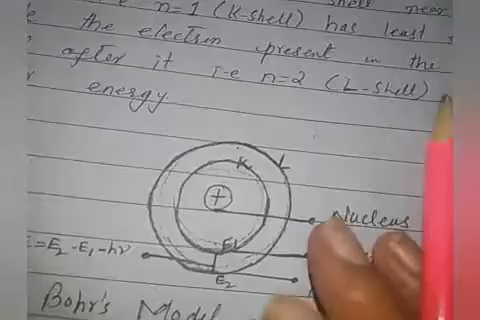 n=1 (K-shell) has least
the electron present in the
after it i.e n=2 (L-shell)
energy
K L
+
Nucleus
=E2-E1-hν
E1
E2
Bohr's Model